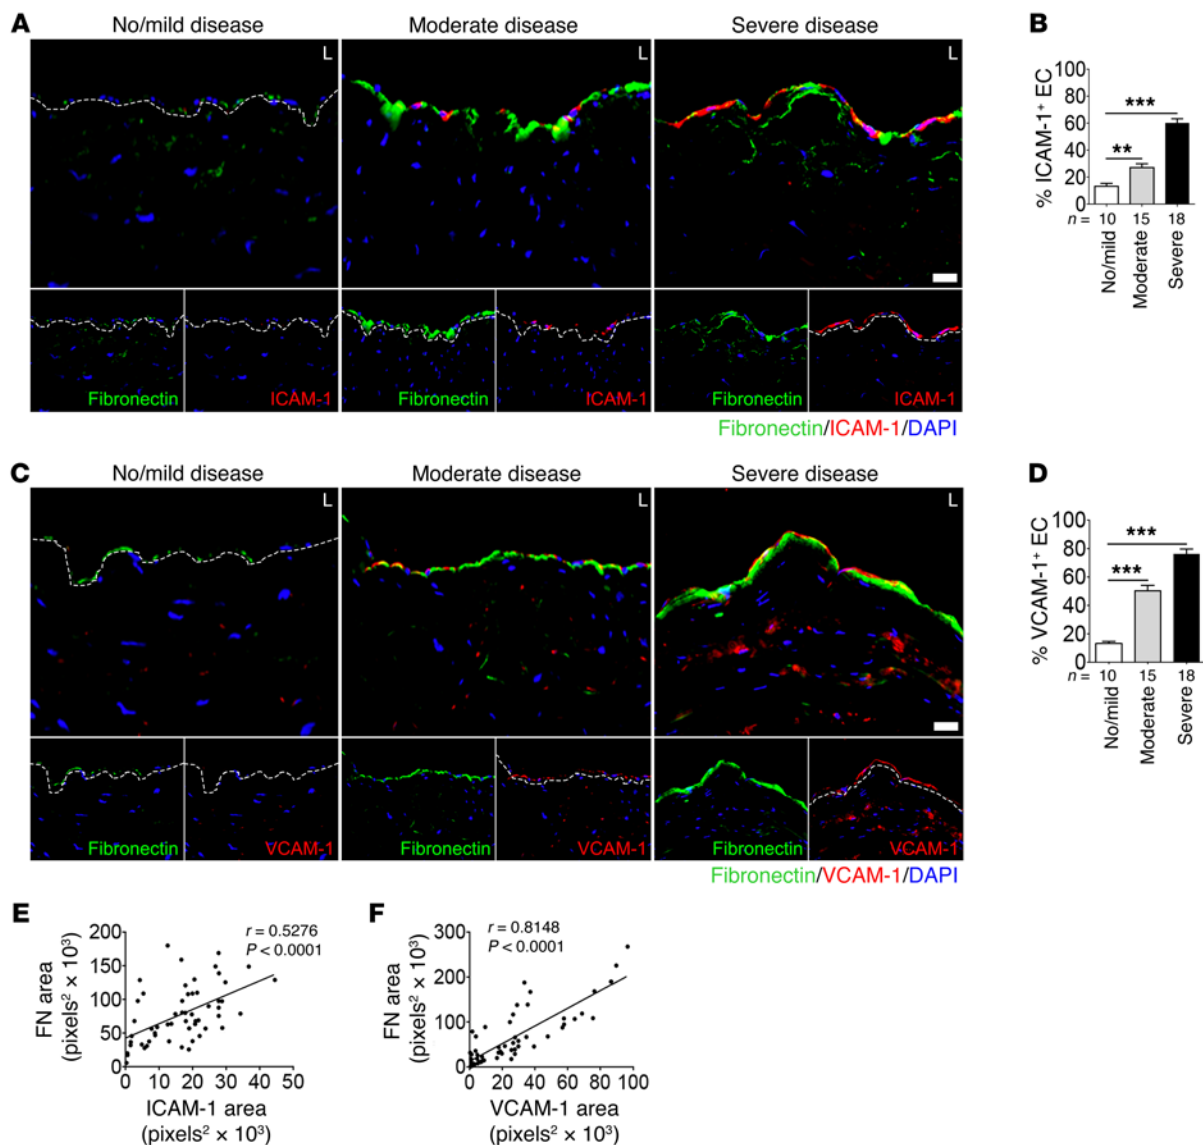 A
No/mild disease
Moderate disease
Severe disease
L
L
L
Fibronectin
ICAM-1
Fibronectin
ICAM-1
Fibronectin
ICAM-1
Fibronectin/ICAM-1/DAPI
B
% ICAM-1⁺ EC
100
80
60
40
20
0
***
**
n = 10 15 18
No/mild
Moderate
Severe
C
No/mild disease
Moderate disease
Severe disease
L
L
L
Fibronectin
VCAM-1
Fibronectin
VCAM-1
Fibronectin
VCAM-1
Fibronectin/VCAM-1/DAPI
D
% VCAM-1⁺ EC
100
80
60
40
20
0
***
***
n = 10 15 18
No/mild
Moderate
Severe
E
FN area
(pixels² × 10³)
200
150
100
50
0
r = 0.5276
P < 0.0001
0 10 20 30 40 50
ICAM-1 area
(pixels² × 10³)
F
FN area
(pixels² × 10³)
300
200
100
0
r = 0.8148
P < 0.0001
0 20 40 60 80 100
VCAM-1 area
(pixels² × 10³)